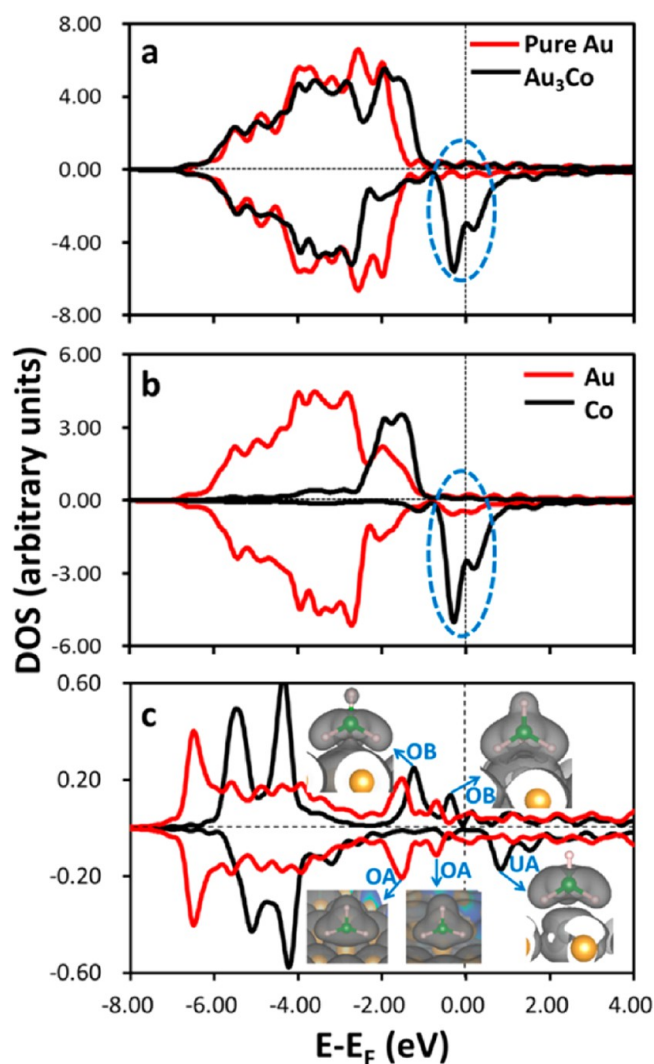 8.00
a
Pure Au
Au₃Co
4.00
0.00
-4.00
-8.00
6.00
b
Au
Co
3.00
0.00
-3.00
-6.00
DOS (arbitrary units)
0.60
c
OB
OB
0.20
-0.20
OA
OA
UA
-0.60
-8.00 -6.00 -4.00 -2.00 0.00 2.00 4.00
E-E_F (eV)